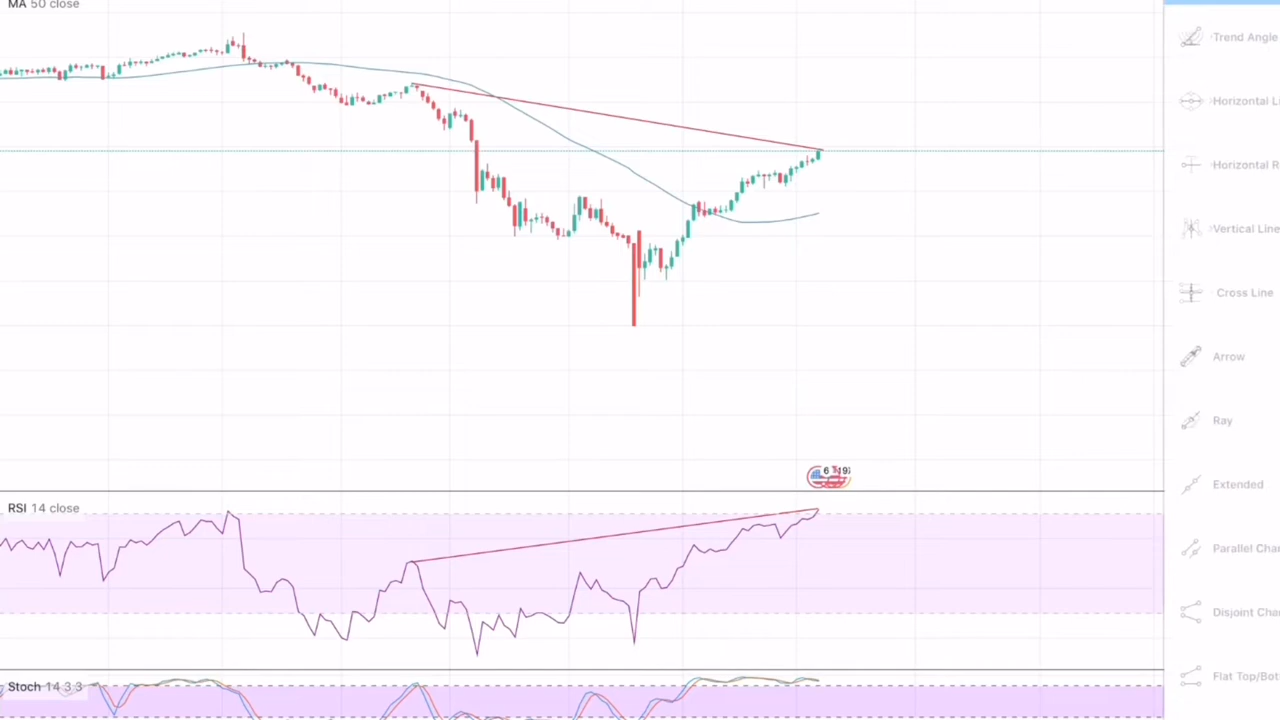 MA 50 close
Trend Angle
Horizontal Li
Horizontal R
Vertical Line
Cross Line
Arrow
Ray
Extended
Parallel Cha
Disjoint Cha
Flat Top/Bot
RSI 14 close
Stoch 14 3 3